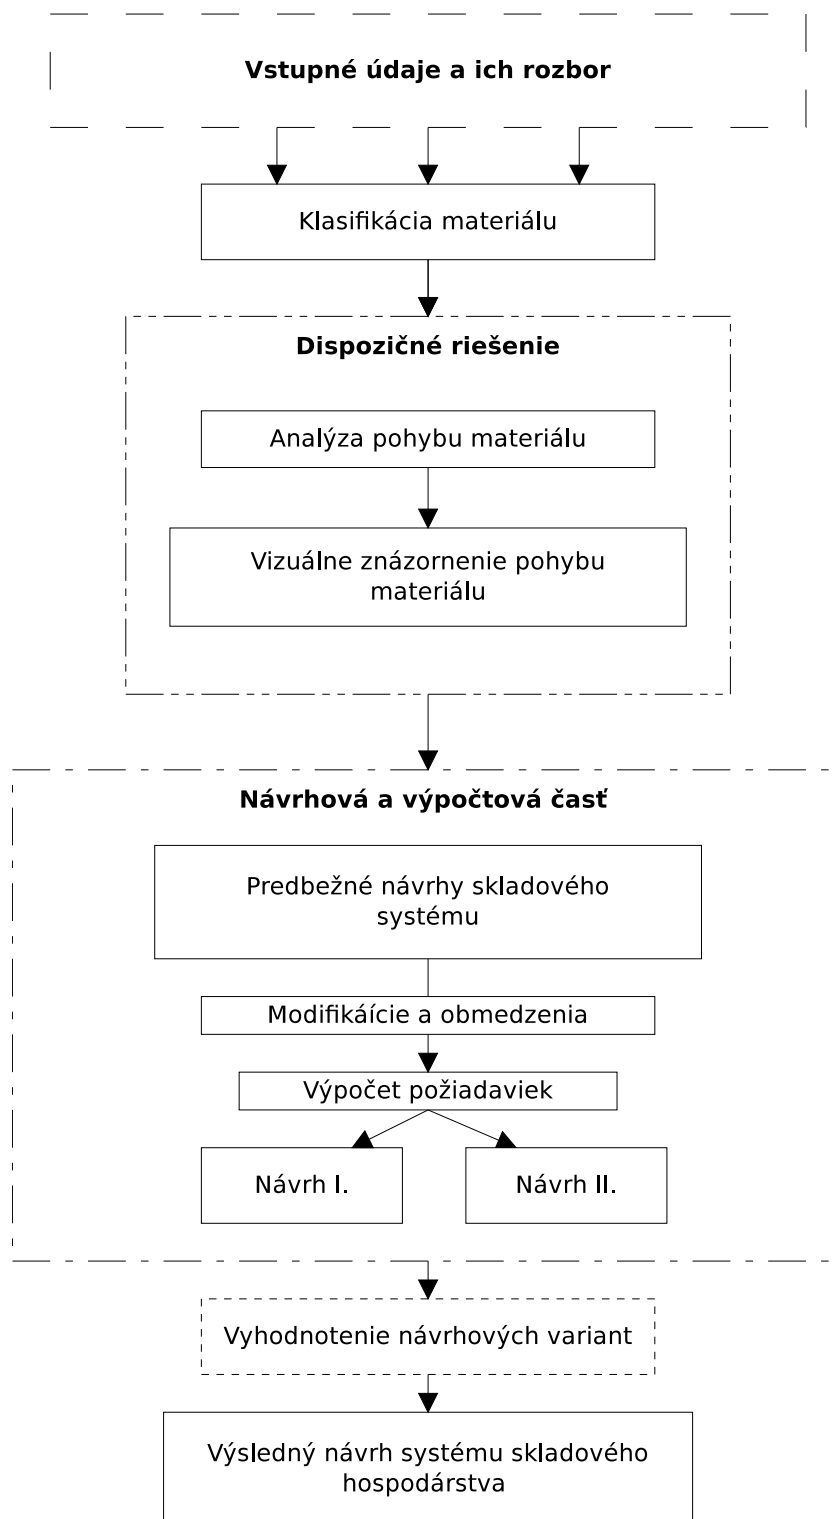 Vstupné údaje a ich rozbor
Klasifikácia materiálu
Dispozičné riešenie
Analýza pohybu materiálu
Vizuálne znázornenie pohybu
materiálu
Návrhová a výpočtová časť
Predbežné návrhy skladového
systému
Modifikáície a obmedzenia
Výpočet požiadaviek
Návrh I.
Návrh II.
Vyhodnotenie návrhových variant
Výsledný návrh systému skladového
hospodárstva